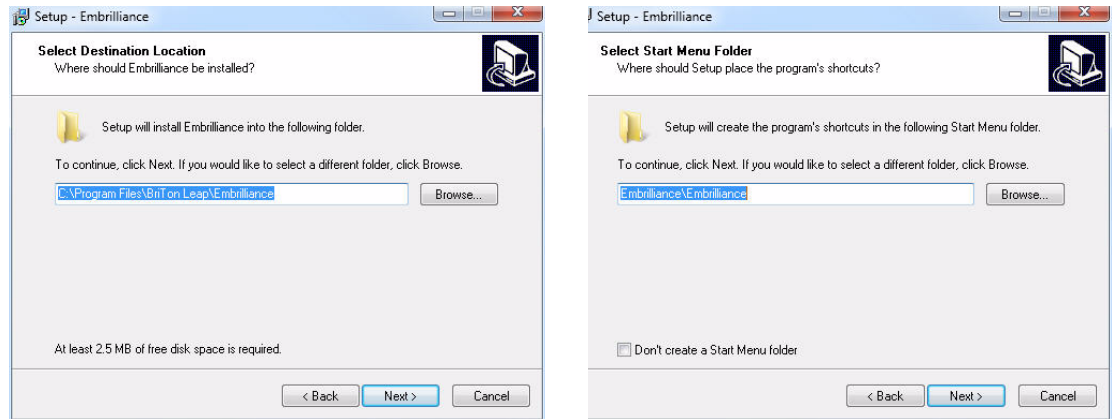 Setup - Embrilliance
Select Destination Location
Where should Embrilliance be installed?
Setup will install Embrilliance into the following folder.
To continue, click Next. If you would like to select a different folder, click Browse.
C:\Program Files\BriTon Leap\Embrilliance
Browse...
At least 2.5 MB of free disk space is required.
< Back
Next >
Cancel
Setup - Embrilliance
Select Start Menu Folder
Where should Setup place the program's shortcuts?
Setup will create the program's shortcuts in the following Start Menu folder.
To continue, click Next. If you would like to select a different folder, click Browse.
Embrilliance\Embrilliance
Browse...
Don't create a Start Menu folder
< Back
Next >
Cancel